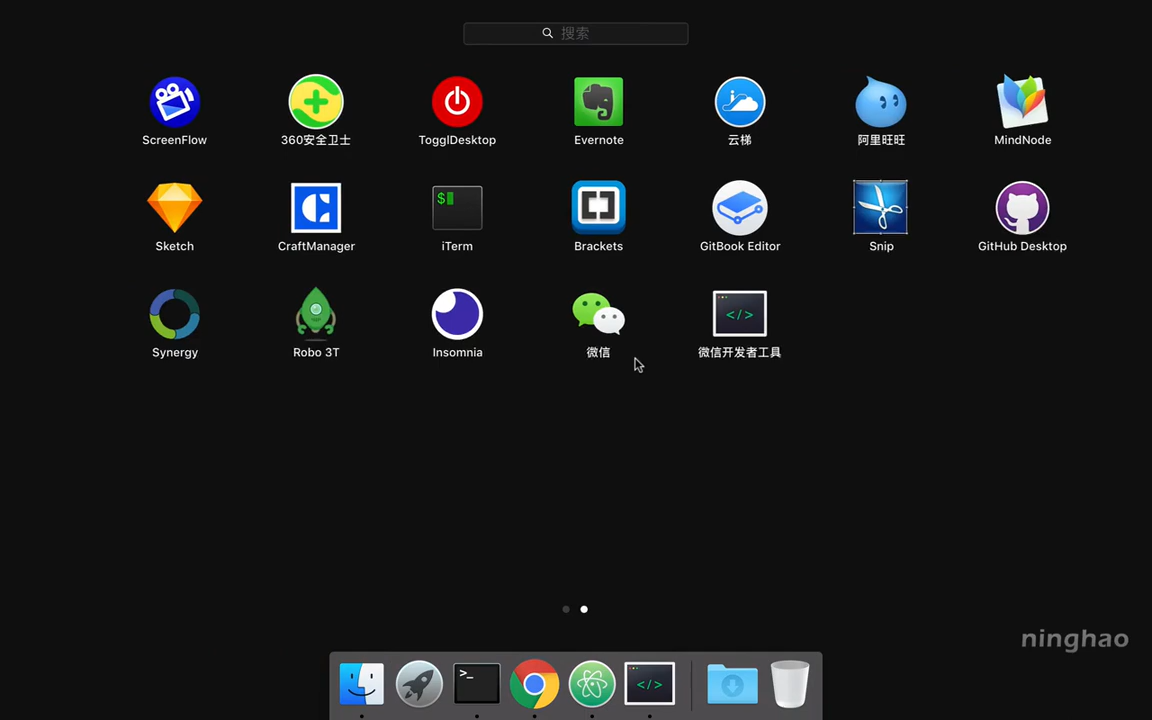 搜索
ScreenFlow
360安全卫士
TogglDesktop
Evernote
云梯
阿里旺旺
MindNode
Sketch
CraftManager
iTerm
Brackets
GitBook Editor
Snip
GitHub Desktop
Synergy
Robo 3T
Insomnia
微信
微信开发者工具
ninghao